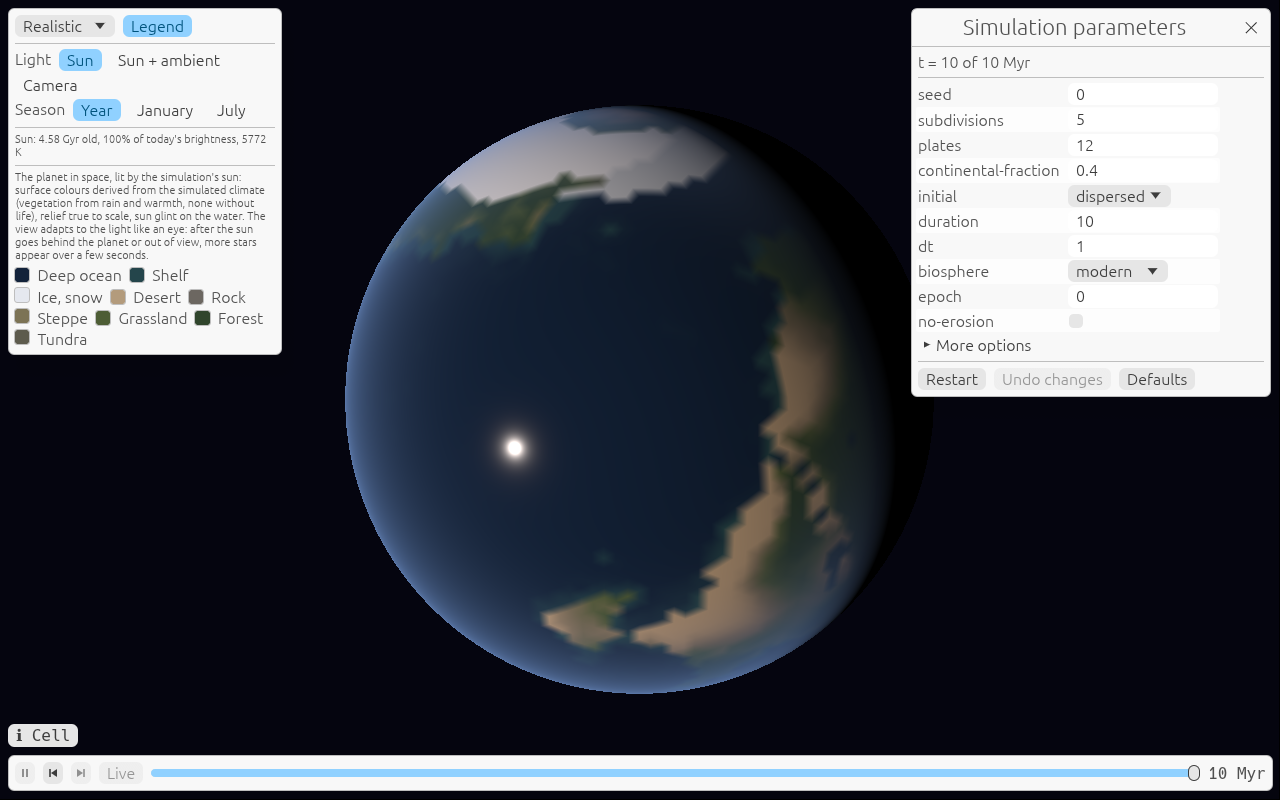 Realistic
Legend
Light Sun Sun + ambient
Camera
Season Year January July
Sun: 4.58 Gyr old, 100% of today's brightness, 5772
K
The planet in space, lit by the simulation's sun:
surface colours derived from the simulated climate
(vegetation from rain and warmth, none without
life), relief true to scale, sun glint on the water. The
view adapts to the light like an eye: after the sun
goes behind the planet or out of view, more stars
appear over a few seconds.
Deep ocean Shelf
Ice, snow Desert Rock
Steppe Grassland Forest
Tundra
Simulation parameters
t = 10 of 10 Myr
seed 0
subdivisions 5
plates 12
continental-fraction 0.4
initial dispersed
duration 10
dt 1
biosphere modern
epoch 0
no-erosion
More options
Restart Undo changes Defaults
i Cell
Live 10 Myr